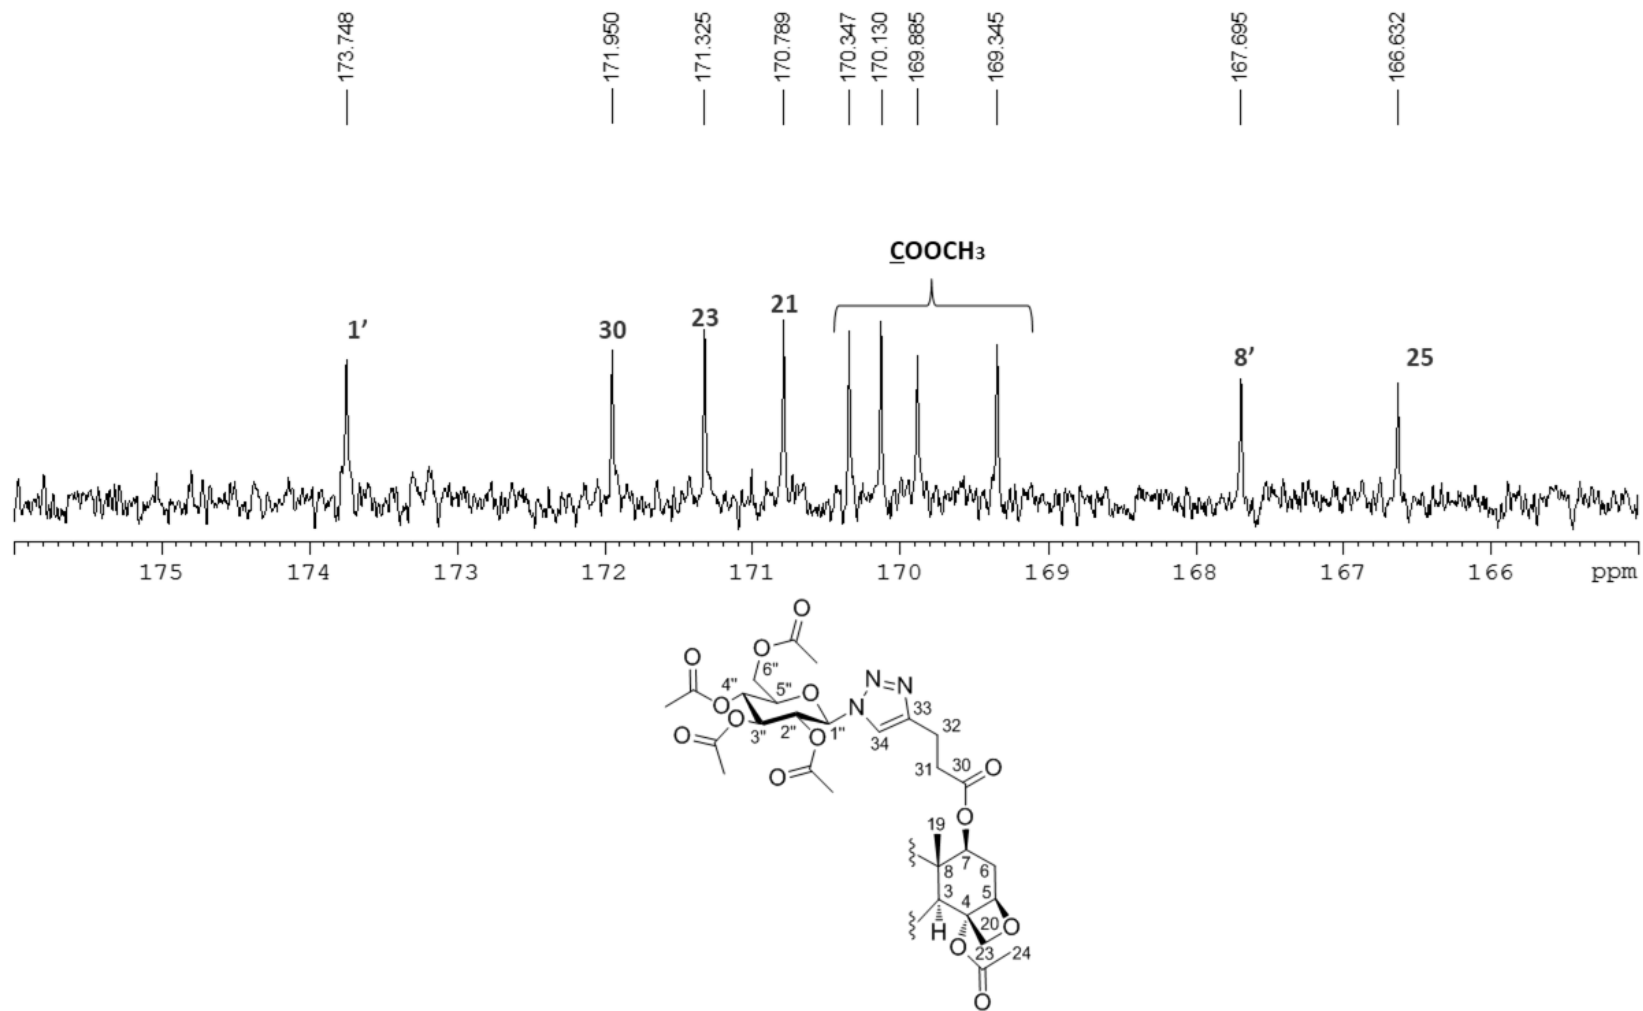 173.748 171.950 171.325 170.789 170.347 170.130 169.885 169.345 167.695 166.632
COOCH3
1’ 30 23 21 8’ 25
175 174 173 172 171 170 169 168 167 166 ppm
O
O
O
6"
N=N
4"
5"
O
N
33
32
O
O
3"
2"
O
1"
34
O
O
31
30
O
O
19
7
8
6
3
4
5
20
O
H
O
23
24
O